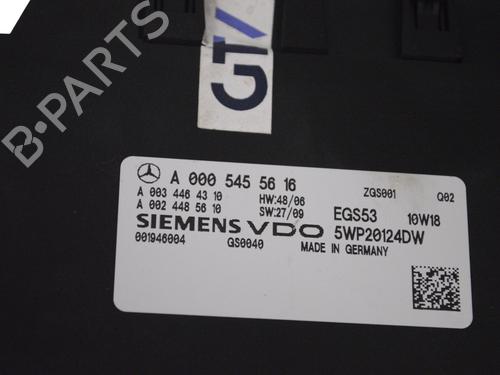 B-PARTS
GT/
A 000 545 56 16
ZGS001
Q02
A 003 446 43 10
HW:48/06
A 002 448 56 10
SW:27/09
EGS53
10W18
SIEMENS VDO
5WP20124DW
001946004
GS0040
MADE IN GERMANY